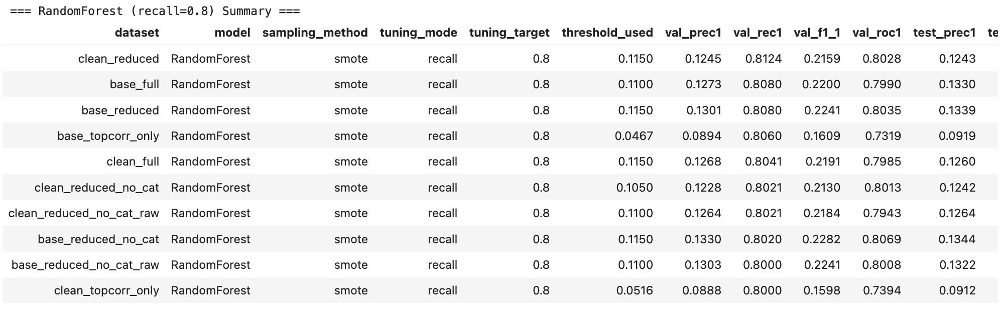 === RandomForest (recall=0.8) Summary ===
dataset model sampling_method tuning_mode tuning_target threshold_used val_prec1 val_rec1 val_f1_1 val_roc1 test_prec1 te
clean_reduced RandomForest smote recall 0.8 0.1150 0.1245 0.8124 0.2159 0.8028 0.1243
base_full RandomForest smote recall 0.8 0.1100 0.1273 0.8080 0.2200 0.7990 0.1330
base_reduced RandomForest smote recall 0.8 0.1150 0.1301 0.8080 0.2241 0.8035 0.1339
base_topcorr_only RandomForest smote recall 0.8 0.0467 0.0894 0.8060 0.1609 0.7319 0.0919
clean_full RandomForest smote recall 0.8 0.1150 0.1268 0.8041 0.2191 0.7985 0.1260
clean_reduced_no_cat RandomForest smote recall 0.8 0.1050 0.1228 0.8021 0.2130 0.8013 0.1242
clean_reduced_no_cat_raw RandomForest smote recall 0.8 0.1100 0.1264 0.8021 0.2184 0.7943 0.1264
base_reduced_no_cat RandomForest smote recall 0.8 0.1150 0.1330 0.8020 0.2282 0.8069 0.1344
base_reduced_no_cat_raw RandomForest smote recall 0.8 0.1100 0.1303 0.8000 0.2241 0.8008 0.1322
clean_topcorr_only RandomForest smote recall 0.8 0.0516 0.0888 0.8000 0.1598 0.7394 0.0912